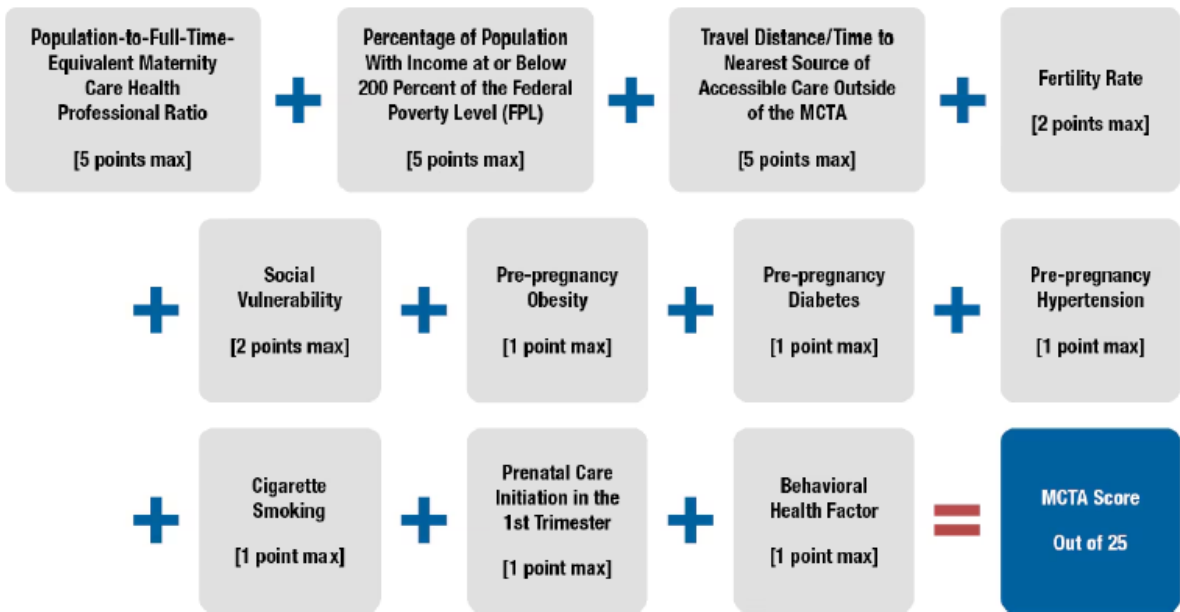 Population-to-Full-Time-
Equivalent Maternity
Care Health
Professional Ratio
[5 points max]
+
Percentage of Population
With Income at or Below
200 Percent of the Federal
Poverty Level (FPL)
[5 points max]
+
Travel Distance/Time to
Nearest Source of
Accessible Care Outside
of the MCTA
[5 points max]
+
Fertility Rate
[2 points max]
+
Social
Vulnerability
[2 points max]
+
Pre-pregnancy
Obesity
[1 point max]
+
Pre-pregnancy
Diabetes
[1 point max]
+
Pre-pregnancy
Hypertension
[1 point max]
+
Cigarette
Smoking
[1 point max]
+
Prenatal Care
Initiation in the
1st Trimester
[1 point max]
+
Behavioral
Health Factor
[1 point max]
=
MCTA Score
Out of 25